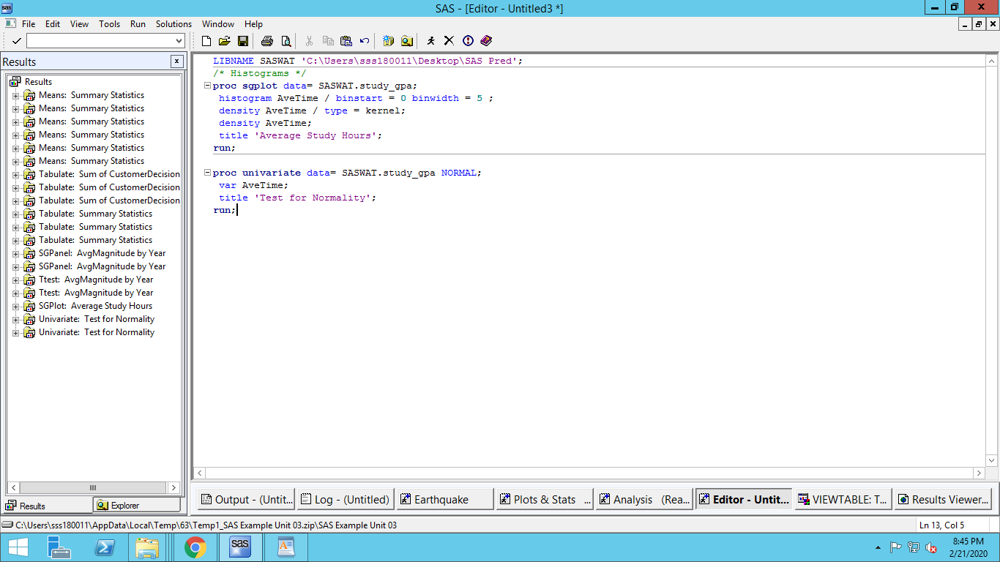 SAS - [Editor - Untitled3 *]
File Edit View Tools Run Solutions Window Help
Results
Results
Means: Summary Statistics
Means: Summary Statistics
Means: Summary Statistics
Means: Summary Statistics
Means: Summary Statistics
Means: Summary Statistics
Tabulate: Sum of CustomerDecision
Tabulate: Sum of CustomerDecision
Tabulate: Sum of CustomerDecision
Tabulate: Summary Statistics
Tabulate: Summary Statistics
Tabulate: Summary Statistics
SGPanel: AvgMagnitude by Year
SGPanel: AvgMagnitude by Year
Ttest: AvgMagnitude by Year
Ttest: AvgMagnitude by Year
SGPlot: Average Study Hours
Univariate: Test for Normality
Univariate: Test for Normality
Results Explorer
LIBNAME SASWAT 'C:\Users\sss180011\Desktop\SAS Pred';
/* Histograms */
proc sgplot data= SASWAT.study_gpa;
histogram AveTime / binstart = 0 binwidth = 5 ;
density AveTime / type = kernel;
density AveTime;
title 'Average Study Hours';
run;
proc univariate data= SASWAT.study_gpa NORMAL;
var AveTime;
title 'Test for Normality';
run;
Output - (Untit... Log - (Untitled) Earthquake Plots & Stats ... Analysis (Rea... Editor - Untit... VIEWTABLE: T... Results Viewer...
C:\Users\sss180011\AppData\Local\Temp\63\Temp1_SAS Example Unit 03.zip\SAS Example Unit 03 Ln 13, Col 5
sas
8:45 PM
2/21/2020